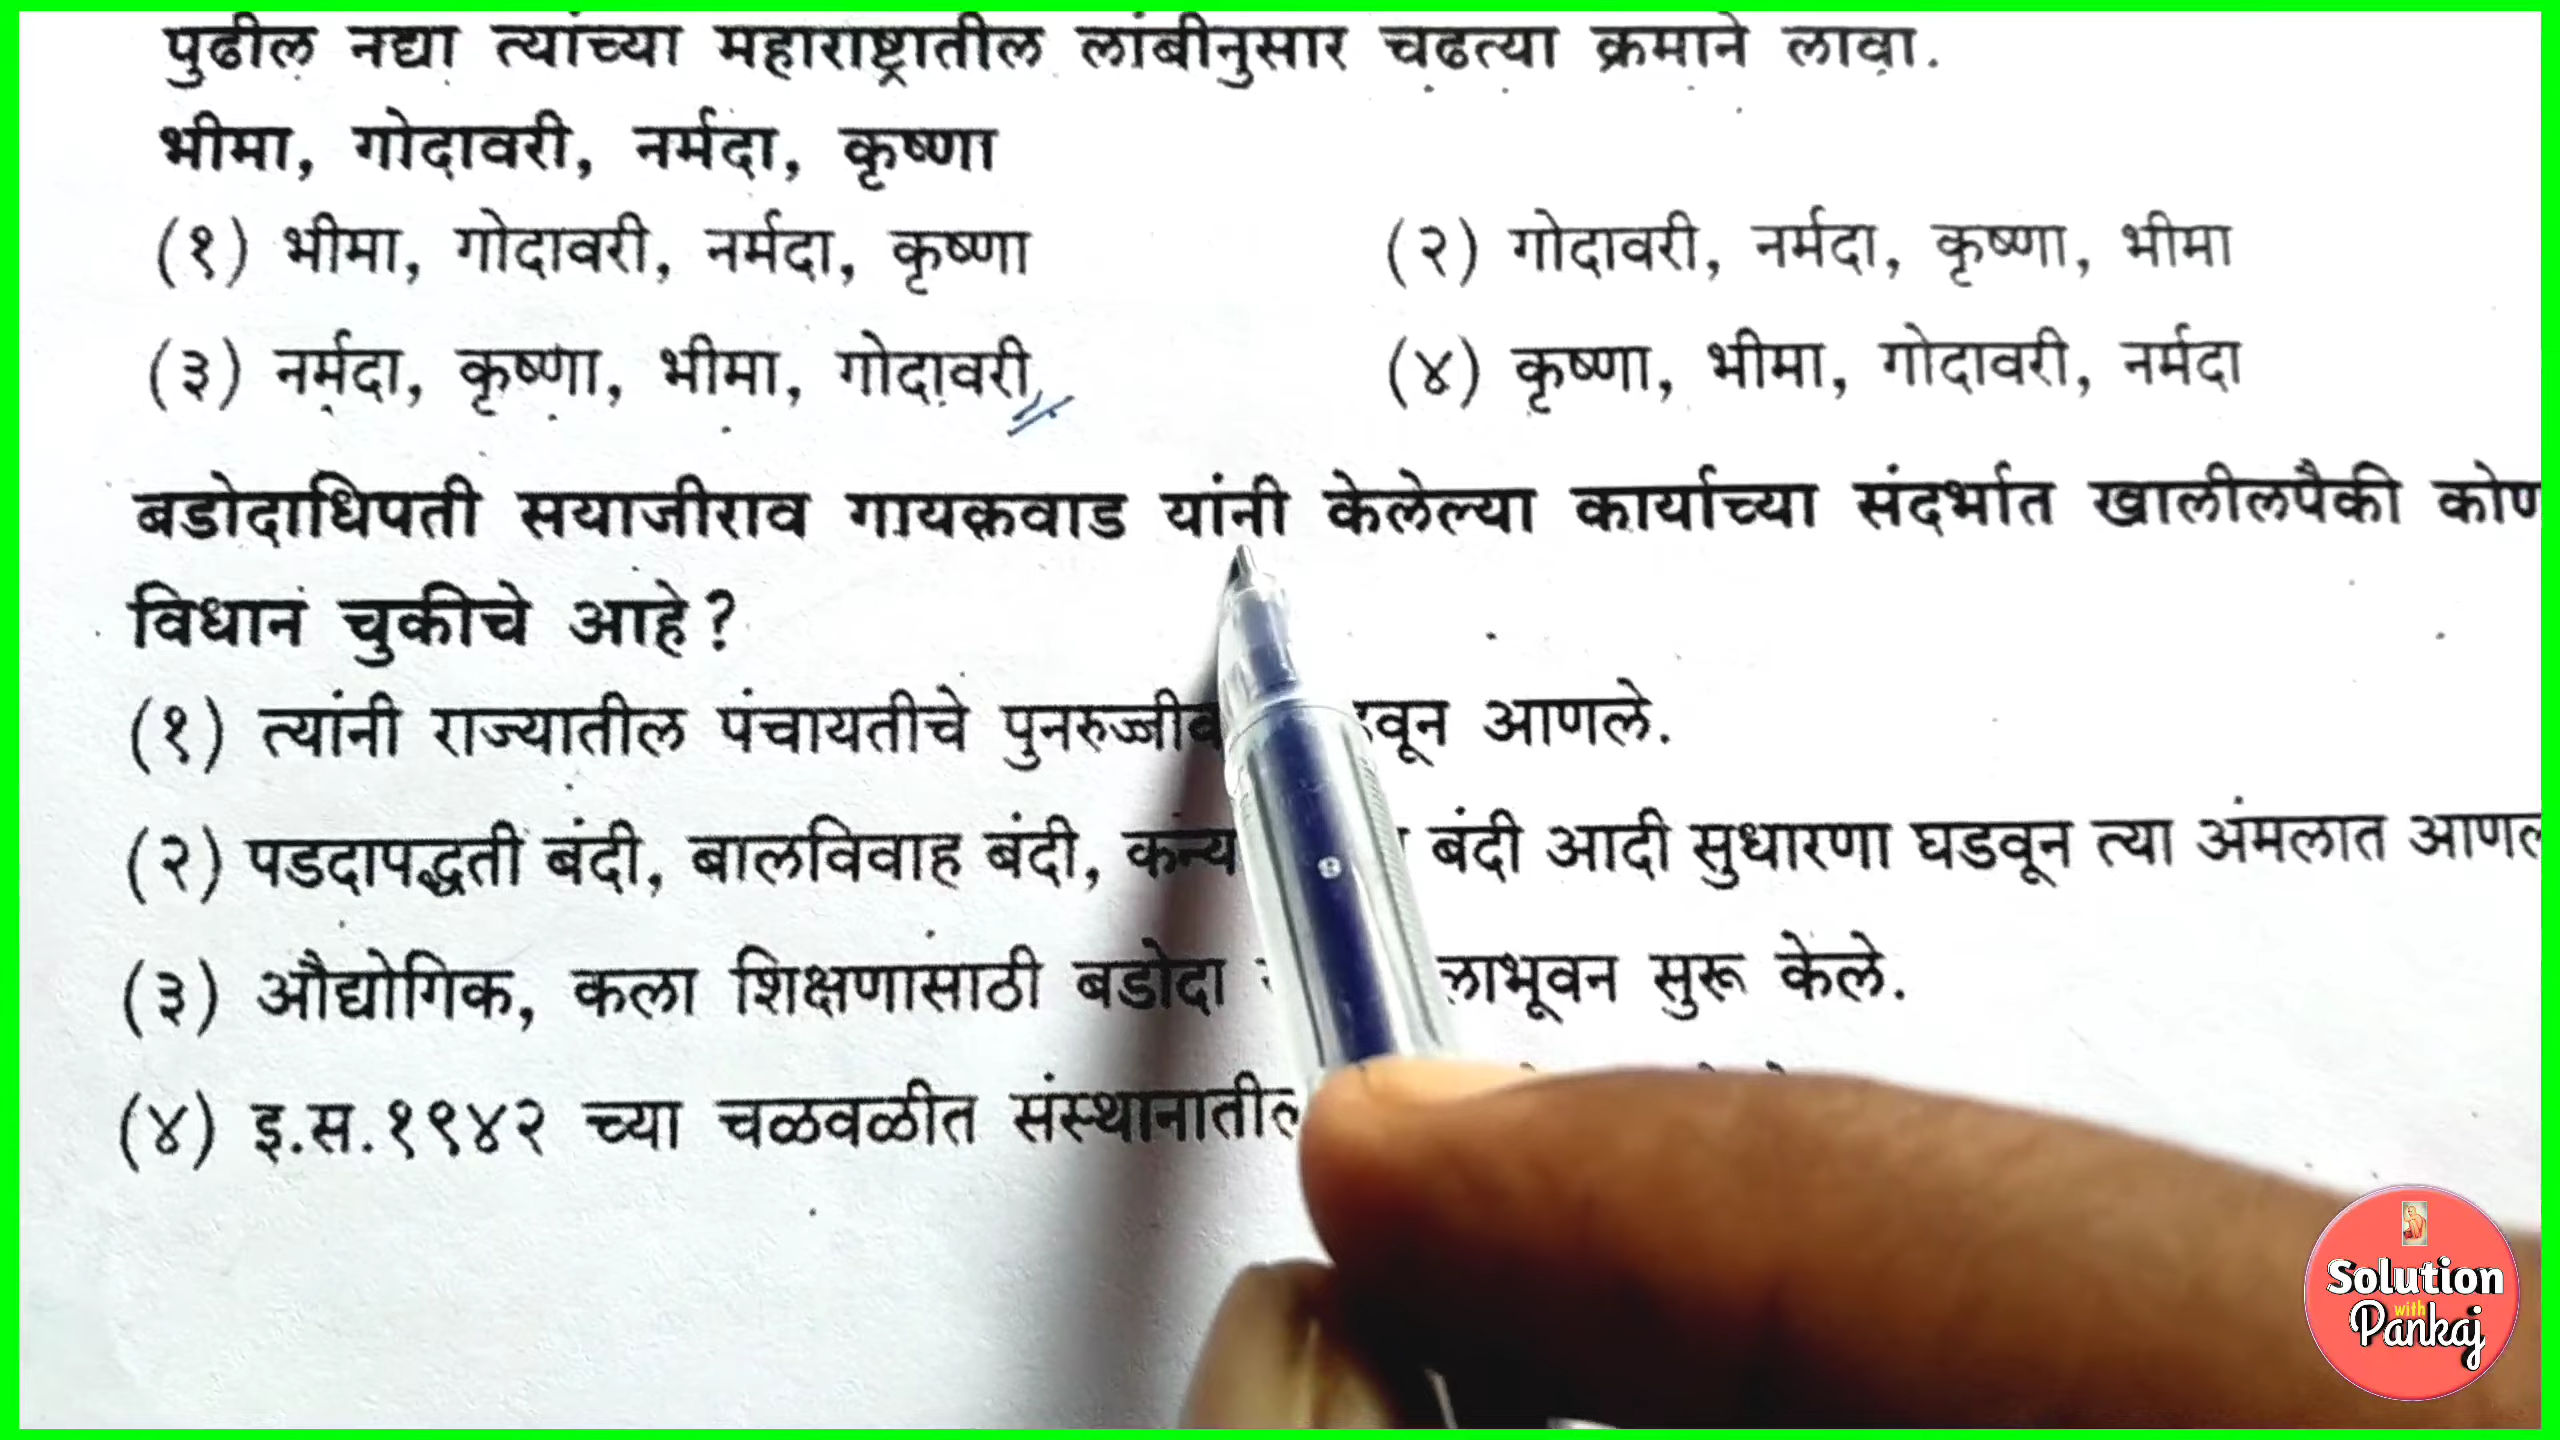 पुढील नद्या त्यांच्या महाराष्ट्रातील लांबीनुसार चढत्या क्रमाने लावा.
भीमा, गोदावरी, नर्मदा, कृष्णा
(१) भीमा, गोदावरी, नर्मदा, कृष्णा (२) गोदावरी, नर्मदा, कृष्णा, भीमा
(३) नर्मदा, कृष्णा, भीमा, गोदावरी (४) कृष्णा, भीमा, गोदावरी, नर्मदा
बडोदाधिपती सयाजीराव गायकवाड यांनी केलेल्या कार्याच्या संदर्भात खालीलपैकी
विधान चुकीचे आहे?
(१) त्यांनी राज्यातील पंचायतीचे आणले.
(२) पडदापद्धती बंदी, बालविवाह बंदी, बंदी आदी सुधारणा घडवून त्या अंमलात
(३) औद्योगिक, कला शिक्षणासाठी बडोदा सुरू केले.
(४) इ.स.१९४२ च्या चळवळीत
Solution
with
Pankaj